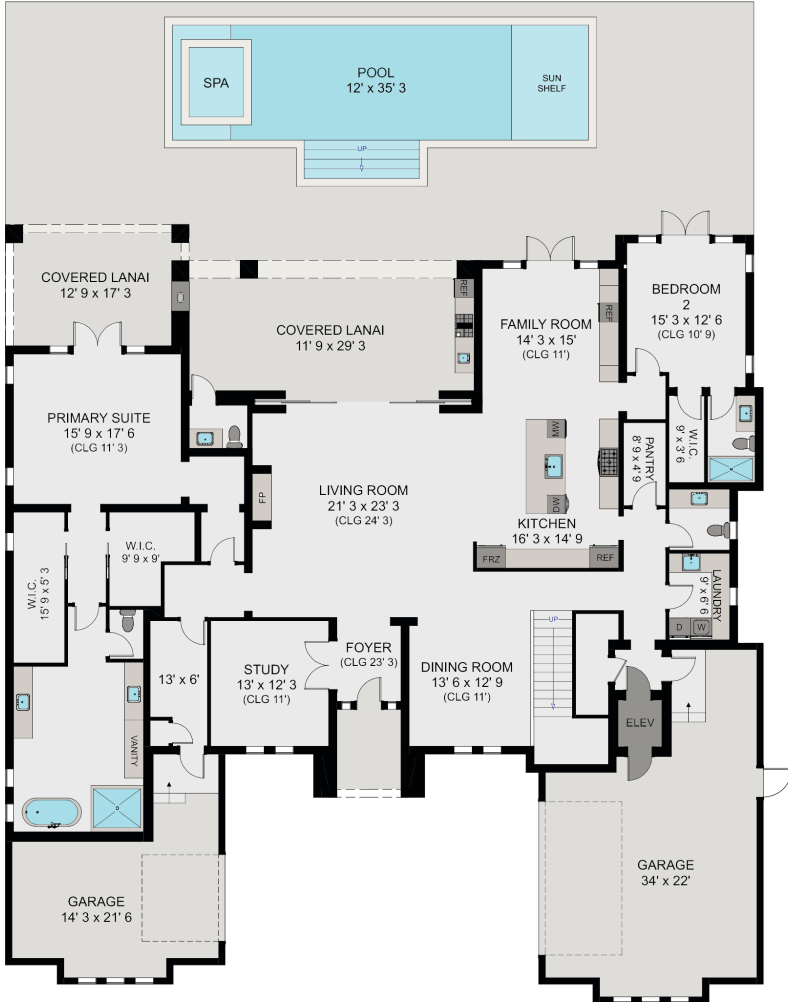 SPA
POOL
12' x 35' 3
SUN
SHELF
UP
COVERED LANAI
12' 9 x 17' 3
COVERED LANAI
11' 9 x 29' 3
REF
FAMILY ROOM
14' 3 x 15'
(CLG 11')
REF
BEDROOM
2
15' 3 x 12' 6
(CLG 10' 9)
PRIMARY SUITE
15' 9 x 17' 6
(CLG 11' 3)
FP
LIVING ROOM
21' 3 x 23' 3
(CLG 24' 3)
MW
WO
KITCHEN
16' 3 x 14' 9
FRZ
REF
PANTRY
8' 9 x 4' 9
W.I.C.
9' x 3' 6
W.I.C.
15' 9 x 5' 3
W.I.C.
9' 9 x 9'
LAUNDRY
9' x 6' 6
D
W
13' x 6'
STUDY
13' x 12' 3
(CLG 11')
FOYER
(CLG 23' 3)
DINING ROOM
13' 6 x 12' 9
(CLG 11')
UP
ELEV
VANITY
GARAGE
14' 3 x 21' 6
GARAGE
34' x 22'